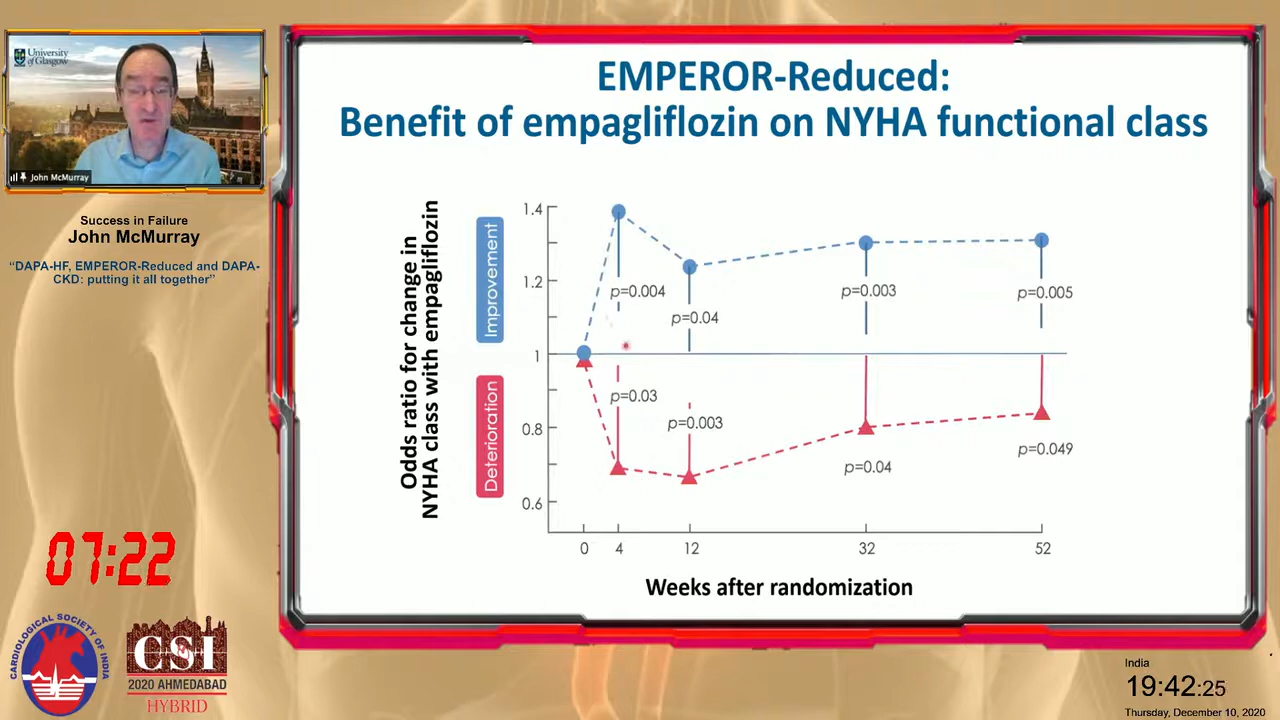 University
of Glasgow
John McMurray
Success in Failure
John McMurray
“DAPA-HF, EMPEROR-Reduced and DAPA-
CKD: putting it all together”
07:22
CARDIOLOGICAL SOCIETY OF INDIA
CSI
2020 AHMEDABAD
HYBRID
EMPEROR-Reduced:
Benefit of empagliflozin on NYHA functional class
Odds ratio for change in
NYHA class with empagliflozin
Improvement
Deterioration
1.4
1.2
1
0.8
0.6
p=0.004
p=0.04
p=0.003
p=0.005
p=0.03
p=0.003
p=0.04
p=0.049
0 4 12 32 52
Weeks after randomization
India
19:42:25
Thursday, December 10, 2020